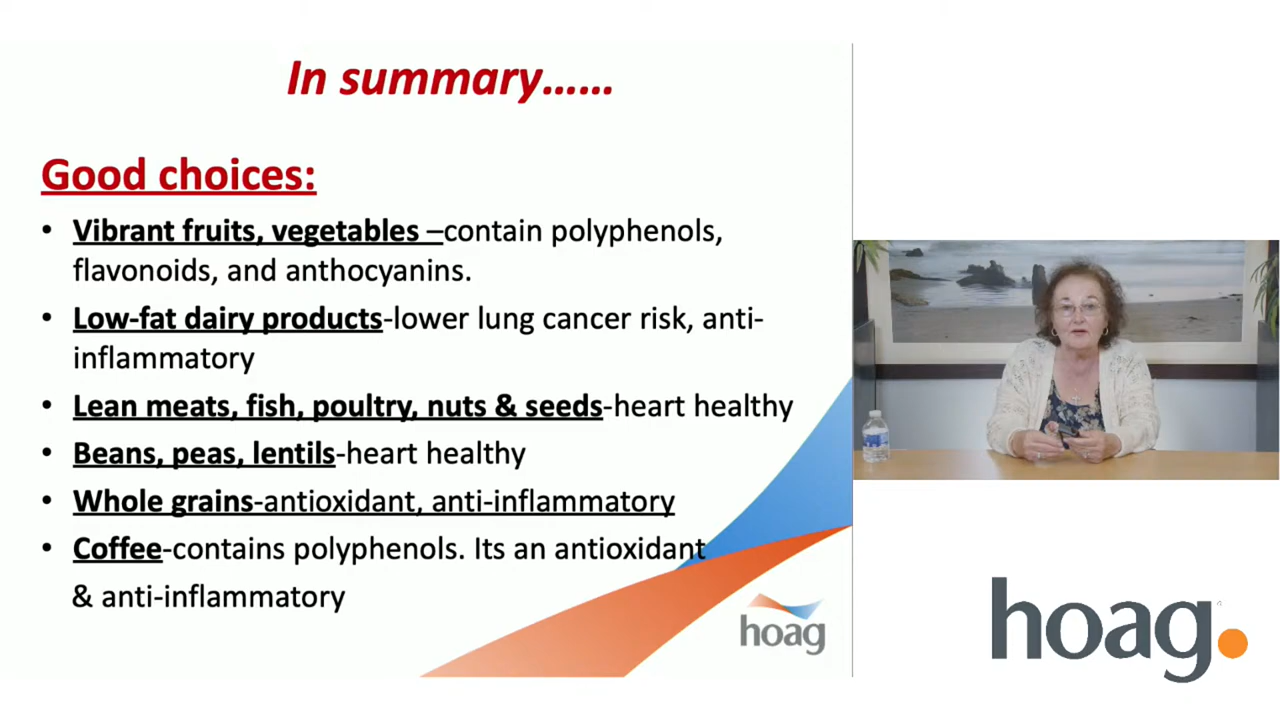 In summary……
Good choices:
• Vibrant fruits, vegetables –contain polyphenols,
flavonoids, and anthocyanins.
• Low-fat dairy products-lower lung cancer risk, anti-
inflammatory
• Lean meats, fish, poultry, nuts & seeds-heart healthy
• Beans, peas, lentils-heart healthy
• Whole grains-antioxidant, anti-inflammatory
• Coffee-contains polyphenols. Its an antioxidant
& anti-inflammatory
hoag
hoag.